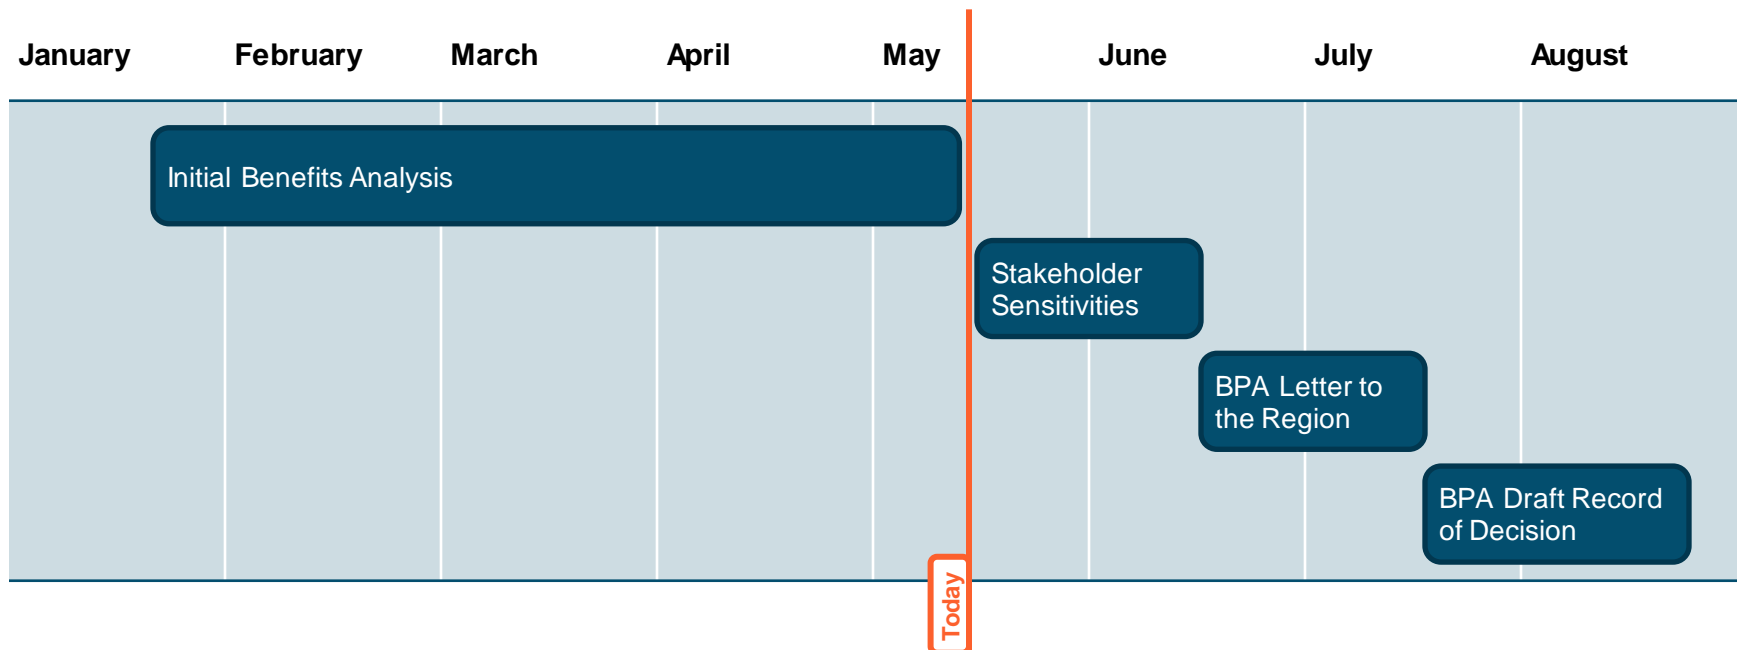 January February March April May June July August
Initial Benefits Analysis
Stakeholder
Sensitivities
BPA Letter to
the Region
BPA Draft Record
of Decision
Today